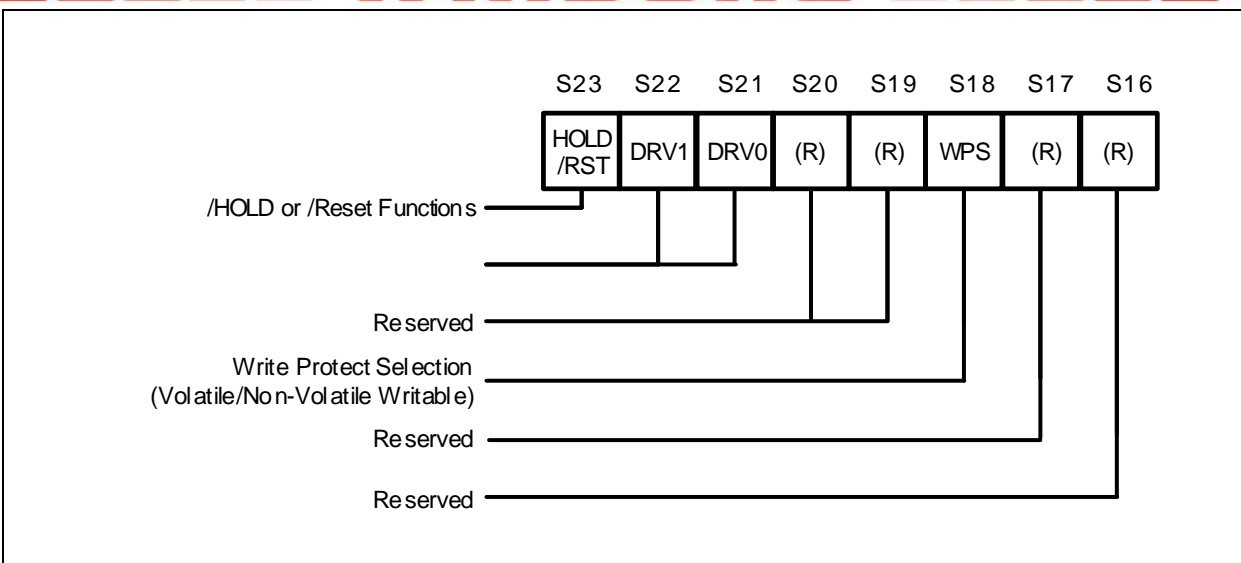 S23 S22 S21 S20 S19 S18 S17 S16
HOLD /RST DRV1 DRV0 (R) (R) WPS (R) (R)
/HOLD or /Reset Functions
Reserved
Write Protect Selection
(Volatile/Non-Volatile Writable)
Reserved
Reserved